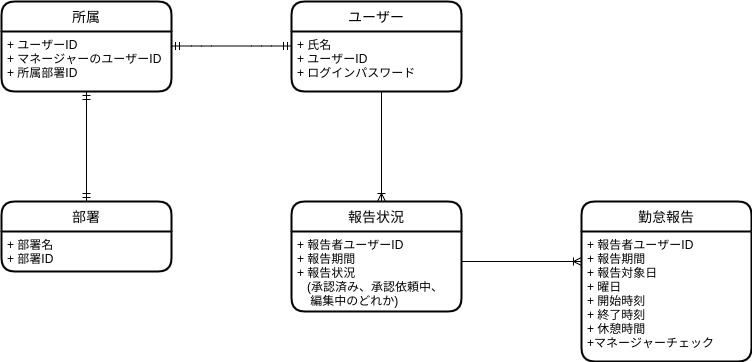 所属
+ ユーザーID
+ マネージャーのユーザーID
+ 所属部署ID
ユーザー
+ 氏名
+ ユーザーID
+ ログインパスワード
部署
+ 部署名
+ 部署ID
報告状況
+ 報告者ユーザーID
+ 報告期間
+ 報告状況
(承認済み、承認依頼中、
編集中のどれか)
勤怠報告
+ 報告者ユーザーID
+ 報告期間
+ 報告対象日
+ 曜日
+ 開始時刻
+ 終了時刻
+ 休憩時間
+マネージャーチェック